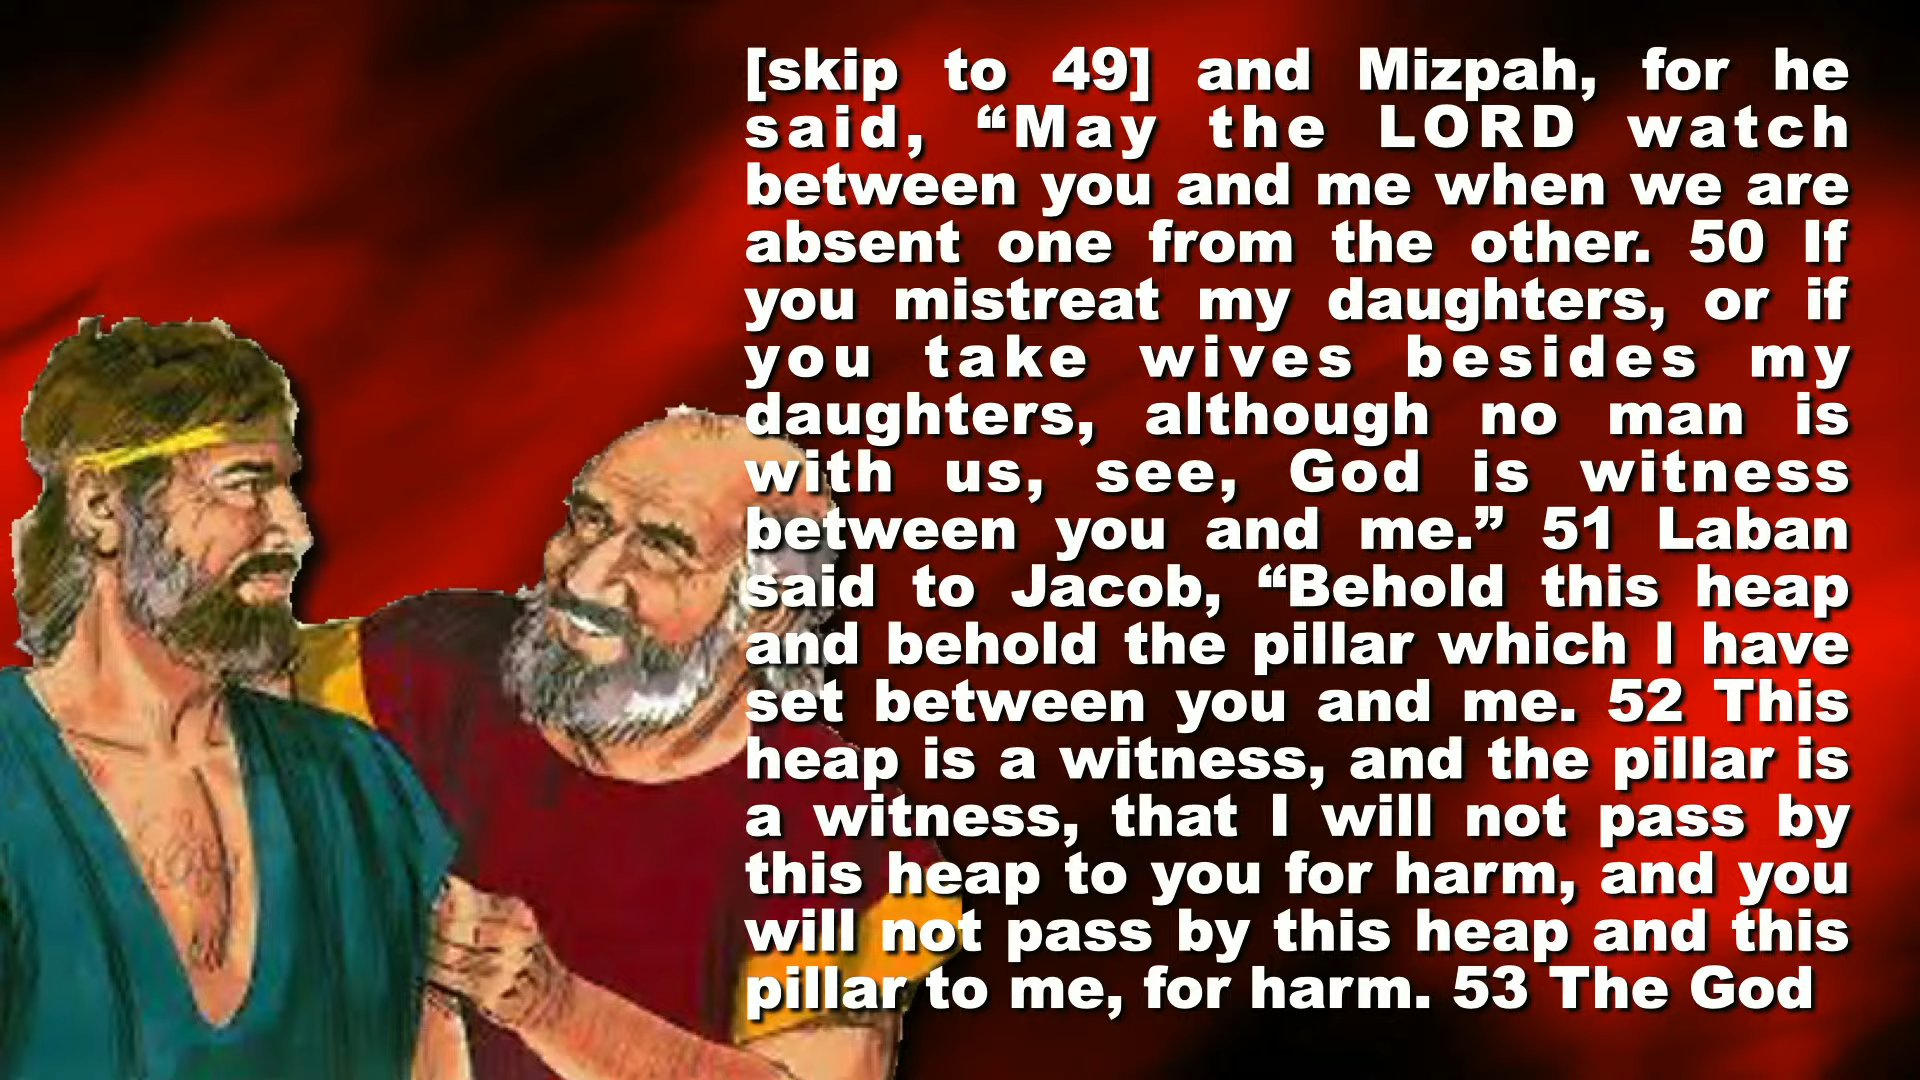 [skip to 49] and Mizpah, for he
said, “May the LORD watch
between you and me when we are
absent one from the other. 50 If
you mistreat my daughters, or if
you take wives besides my
daughters, although no man is
with us, see, God is witness
between you and me.” 51 Laban
said to Jacob, “Behold this heap
and behold the pillar which I have
set between you and me. 52 This
heap is a witness, and the pillar is
a witness, that I will not pass by
this heap to you for harm, and you
will not pass by this heap and this
pillar to me, for harm. 53 The God